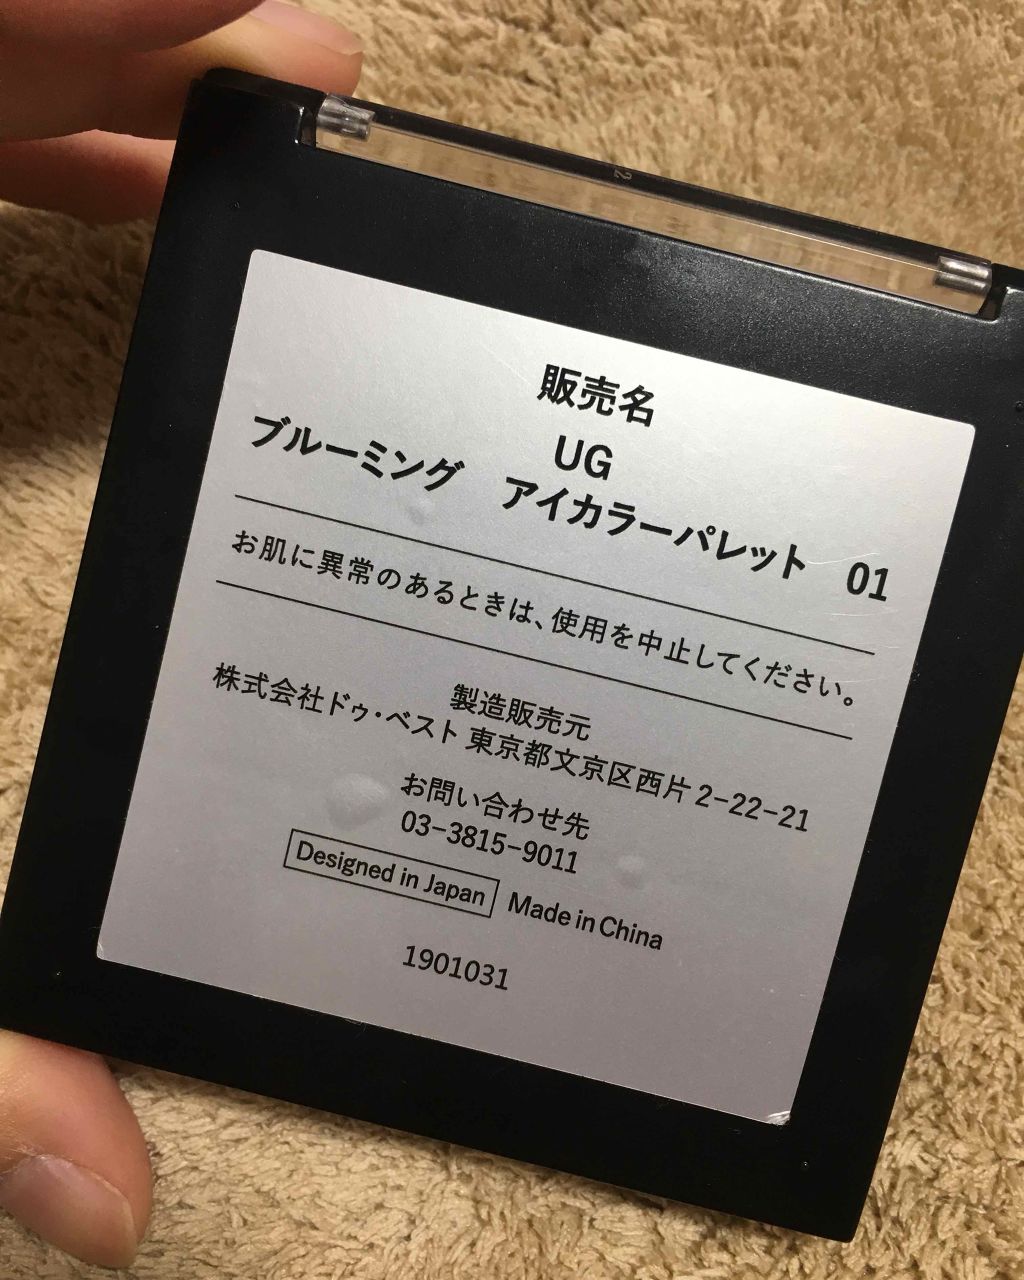 2
販売名
UG
ブルーミング アイカラーパレット 01
お肌に異常のあるときは、使用を中止してください。
製造販売元
株式会社ドゥ・ベスト 東京都文京区西片2-22-21
お問い合わせ先
03-3815-9011
Designed in Japan Made in China
1901031